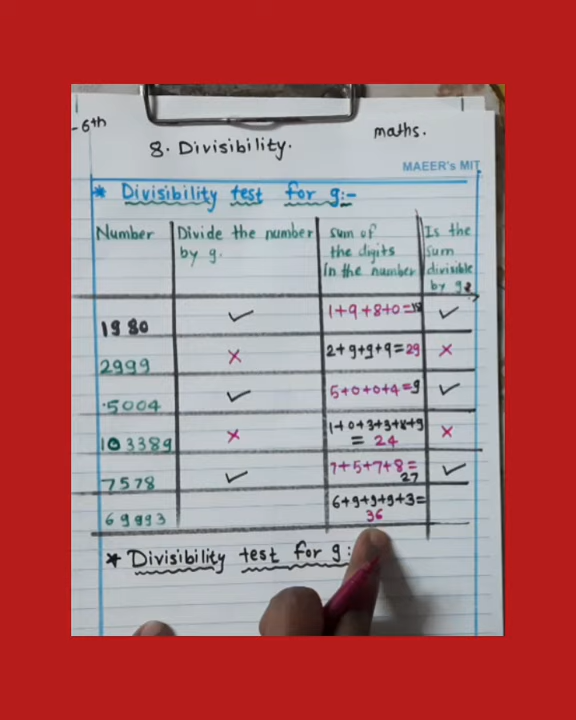 -6th
maths.
8. Divisibility.
MAEER's MIT
* Divisibility test for 9:-
Number Divide the number by 9. Sum of the digits in the number Is the sum divisible by 9?
1980 ✓ 1+9+8+0=18 ✓
2999 × 2+9+9+9=29 ×
5004 ✓ 5+0+0+4=9 ✓
103389 × 1+0+3+3+8+9 = 24 ×
7578 ✓ 7+5+7+8= 27 ✓
69993 6+9+9+9+3= 36
* Divisibility test for 9: